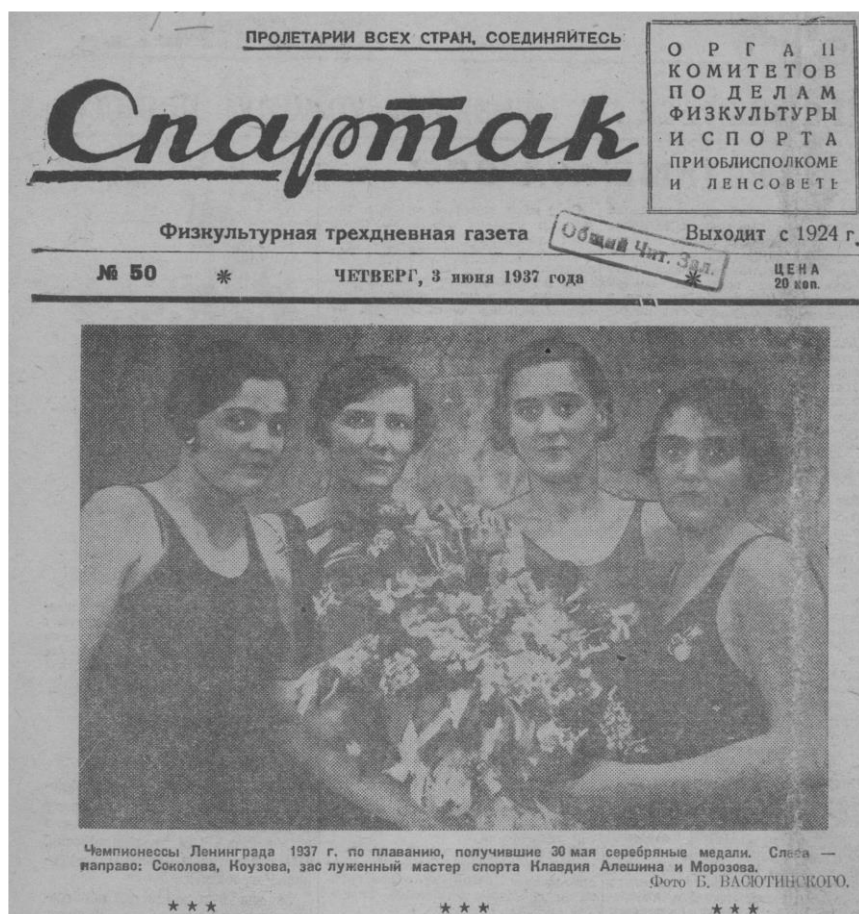 ПРОЛЕТАРИИ ВСЕХ СТРАН, СОЕДИНЯЙТЕСЬ
Спартак
ОРГАН
КОМИТЕТОВ
ПО ДЕЛАМ
ФИЗКУЛЬТУРЫ
И СПОРТА
ПРИ ОБЛИСПОЛКОМЕ
И ЛЕНСОВЕТЕ
Физкультурная трехдневная газета
Общий Чит. Зал.
Выходит с 1924 г.
№ 50 * ЧЕТВЕРГ, 3 июня 1937 года * ЦЕНА
20 коп.
Чемпионессы Ленинграда 1937 г. по плаванию, получившие 30 мая серебряные медали. Слева —
направо: Соколова, Коузова, зас луженный мастер спорта Клавдия Алешина и Морозова.
Фото Б. ВАСЮТИНСКОГО.
★ ★ ★ ★ ★ ★ ★ ★ ★